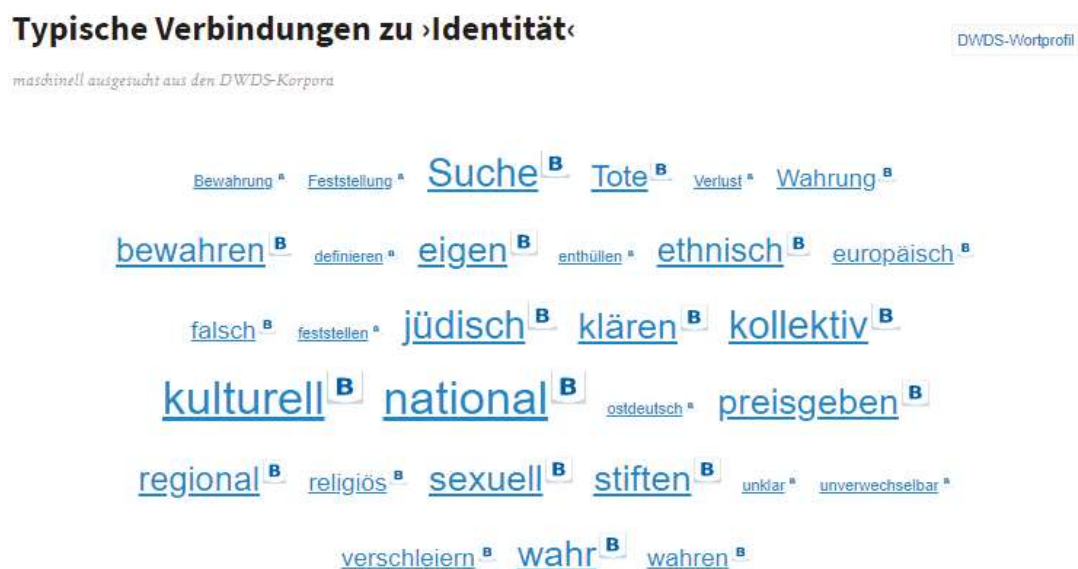 Typische Verbindungen zu ›Identität‹
DWDS-Wortprofil
maschinell ausgesucht aus den DWDS-Korpora
Bewahrung B Feststellung B Suche B Tote B Verlust B Wahrung B
bewahren B definieren B eigen B enthüllen B ethnisch B europäisch B
falsch B feststellen B jüdisch B klären B kollektiv B
kulturell B national B ostdeutsch B preisgeben B
regional B religiös B sexuell B stiften B unklar B unverwechselbar B
verschleiern B wahr B wahren B